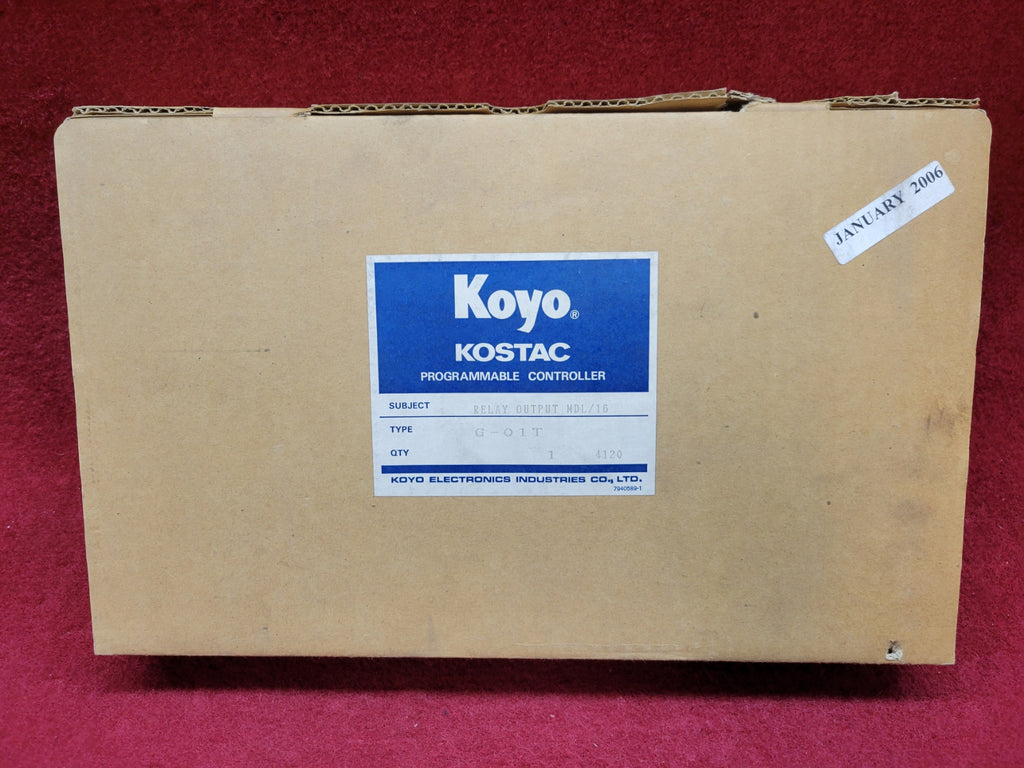 JANUARY 2006
Koyo®
KOSTAC
PROGRAMMABLE CONTROLLER
SUBJECT RELAY OUTPUT MDL/16
TYPE G-01T
QTY 1 4120
KOYO ELECTRONICS INDUSTRIES CO., LTD.
7940589-1